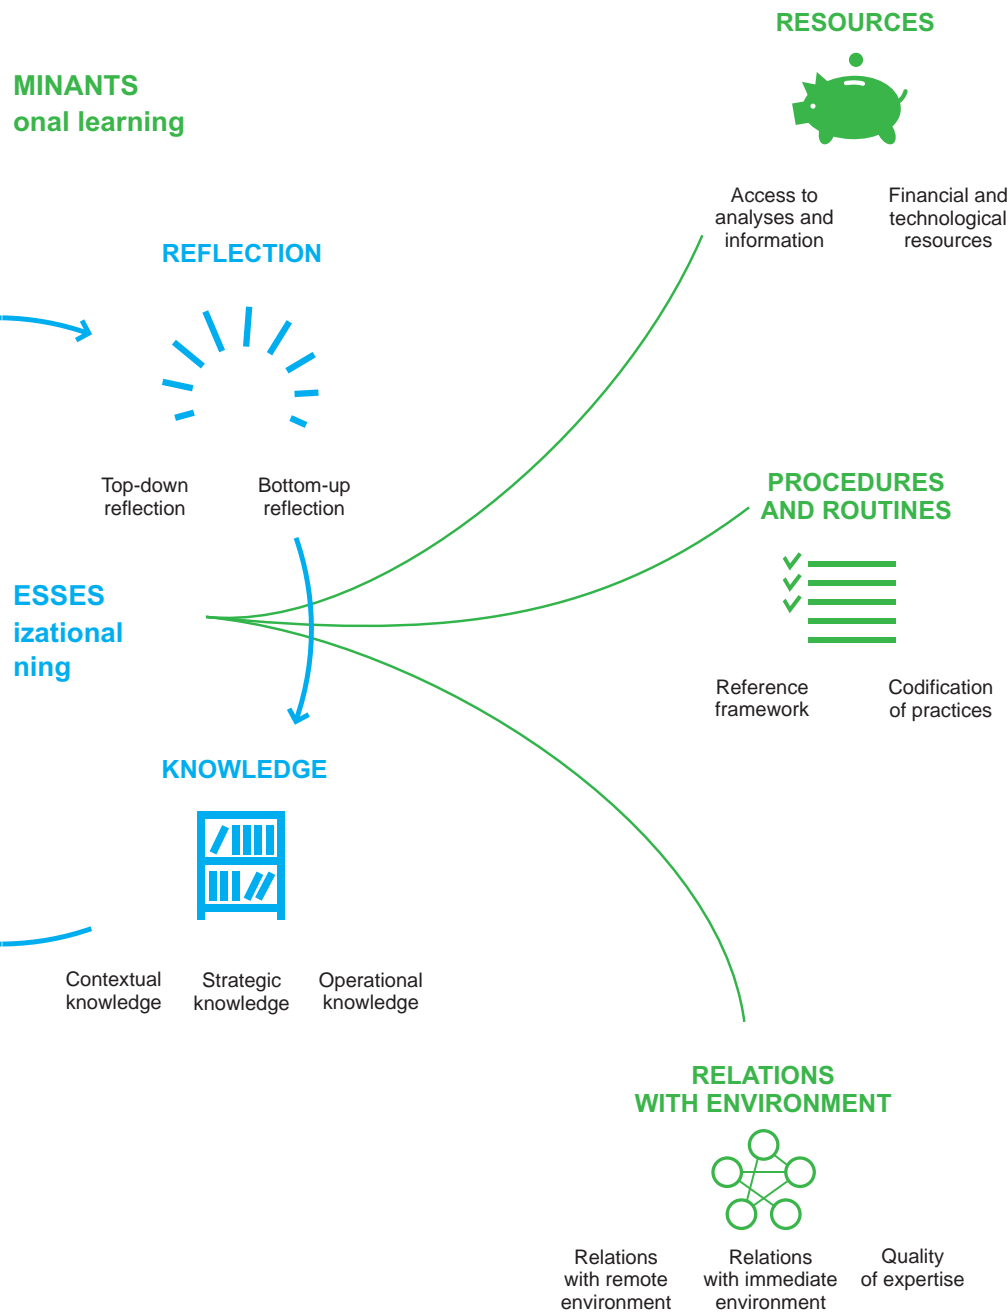 RESOURCES
MINANTS
onal learning
Access to
analyses and
information
Financial and
technological
resources
REFLECTION
Top-down
reflection
Bottom-up
reflection
PROCEDURES
AND ROUTINES
ESSES
izational
ning
Reference
framework
Codification
of practices
KNOWLEDGE
Contextual
knowledge
Strategic
knowledge
Operational
knowledge
RELATIONS
WITH ENVIRONMENT
Relations
with remote
environment
Relations
with immediate
environment
Quality
of expertise